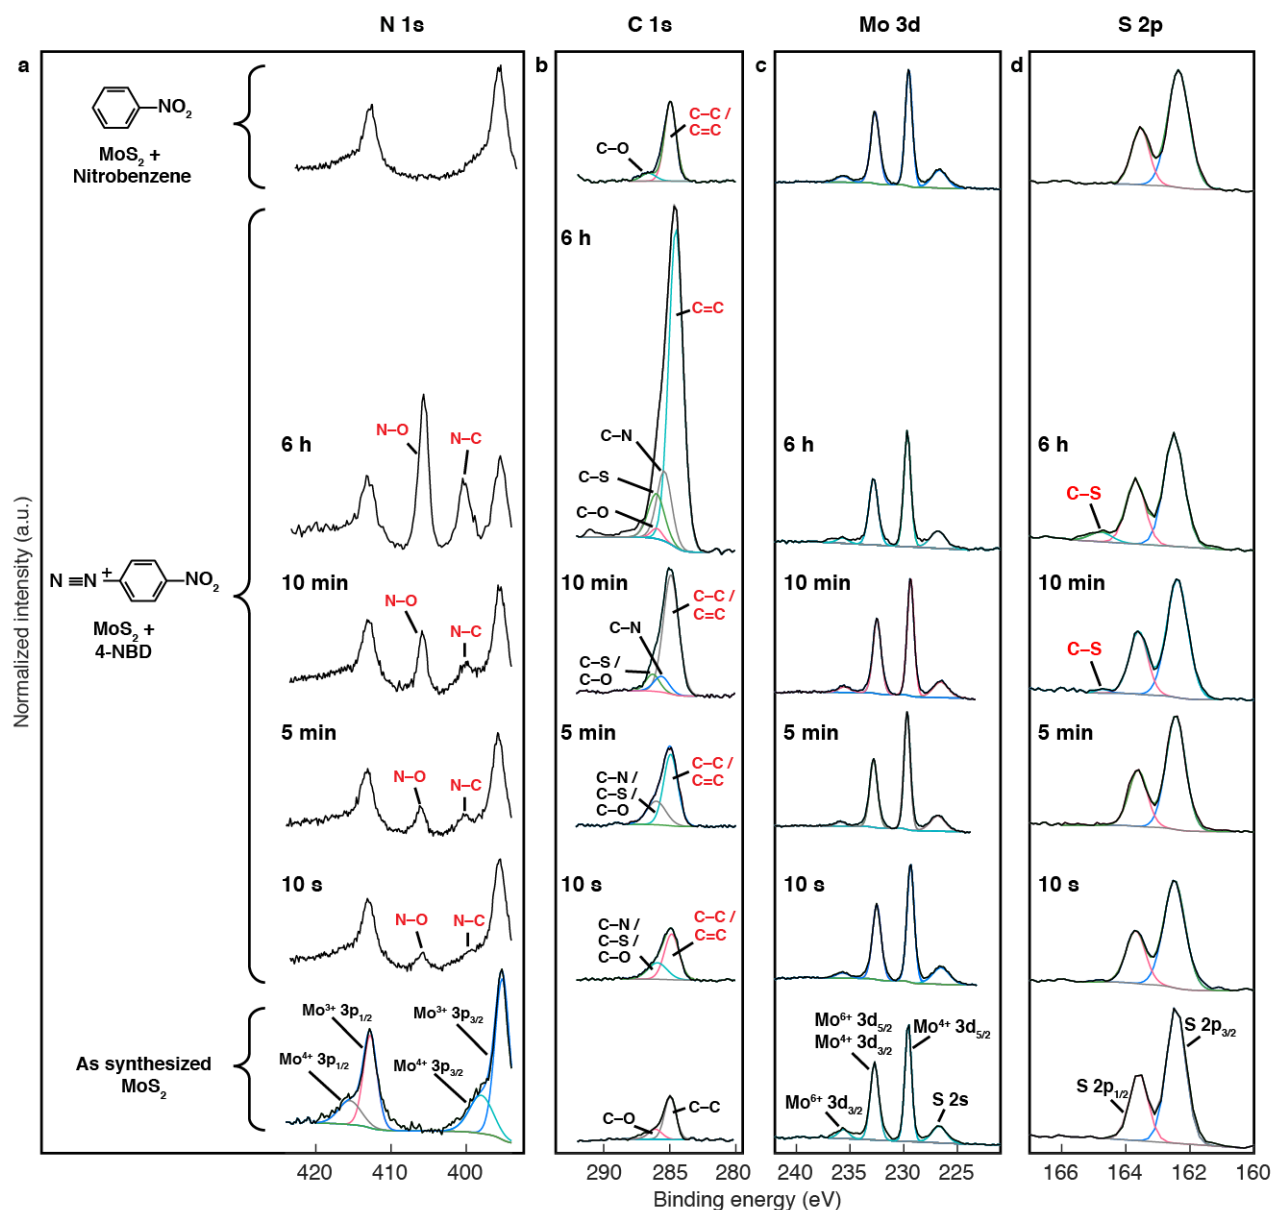 N 1s
C 1s
Mo 3d
S 2p
a
b
c
d
NO₂
MoS₂ +
Nitrobenzene
C–O
C–C /
C=C
6 h
C=C
C–N
C–S
C–O
6 h
N–O
N–C
6 h
6 h
C–S
N≡N
+
NO₂
MoS₂ +
4-NBD
10 min
N–O
N–C
10 min
C–C /
C=C
C–N
C–S /
C–O
10 min
10 min
C–S
5 min
N–O
N–C
5 min
C–C /
C=C
C–N /
C–S /
C–O
5 min
5 min
10 s
N–O
N–C
10 s
C–C /
C=C
C–N /
C–S /
C–O
10 s
10 s
As synthesized
MoS₂
Mo³⁺ 3p₁/₂
Mo³⁺ 3p₃/₂
Mo⁴⁺ 3p₁/₂
Mo⁴⁺ 3p₃/₂
C–O
C–C
Mo⁶⁺ 3d₅/₂
Mo⁴⁺ 3d₃/₂
Mo⁴⁺ 3d₅/₂
Mo⁶⁺ 3d₃/₂
S 2s
S 2p₃/₂
S 2p₁/₂
420
410
400
290
285
280
240
235
230
225
166
164
162
160
Normalized intensity (a.u.)
Binding energy (eV)